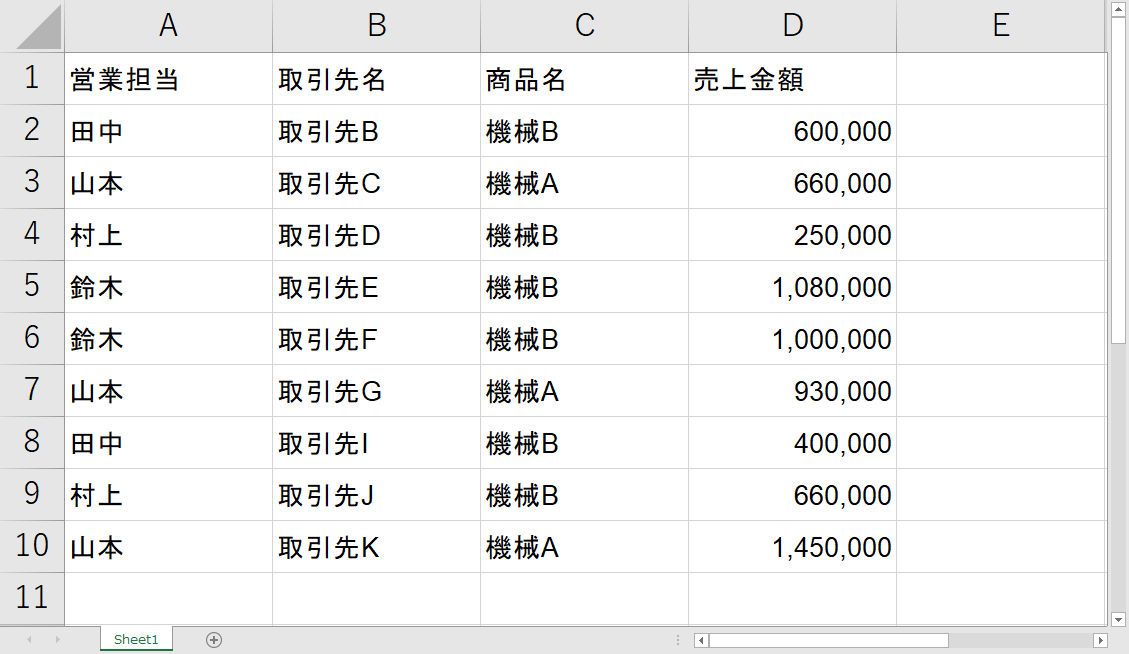 A B C D E
1 営業担当 取引先名 商品名 売上金額
2 田中 取引先B 機械B 600,000
3 山本 取引先C 機械A 660,000
4 村上 取引先D 機械B 250,000
5 鈴木 取引先E 機械B 1,080,000
6 鈴木 取引先F 機械B 1,000,000
7 山本 取引先G 機械A 930,000
8 田中 取引先I 機械B 400,000
9 村上 取引先J 機械B 660,000
10 山本 取引先K 機械A 1,450,000
11
Sheet1